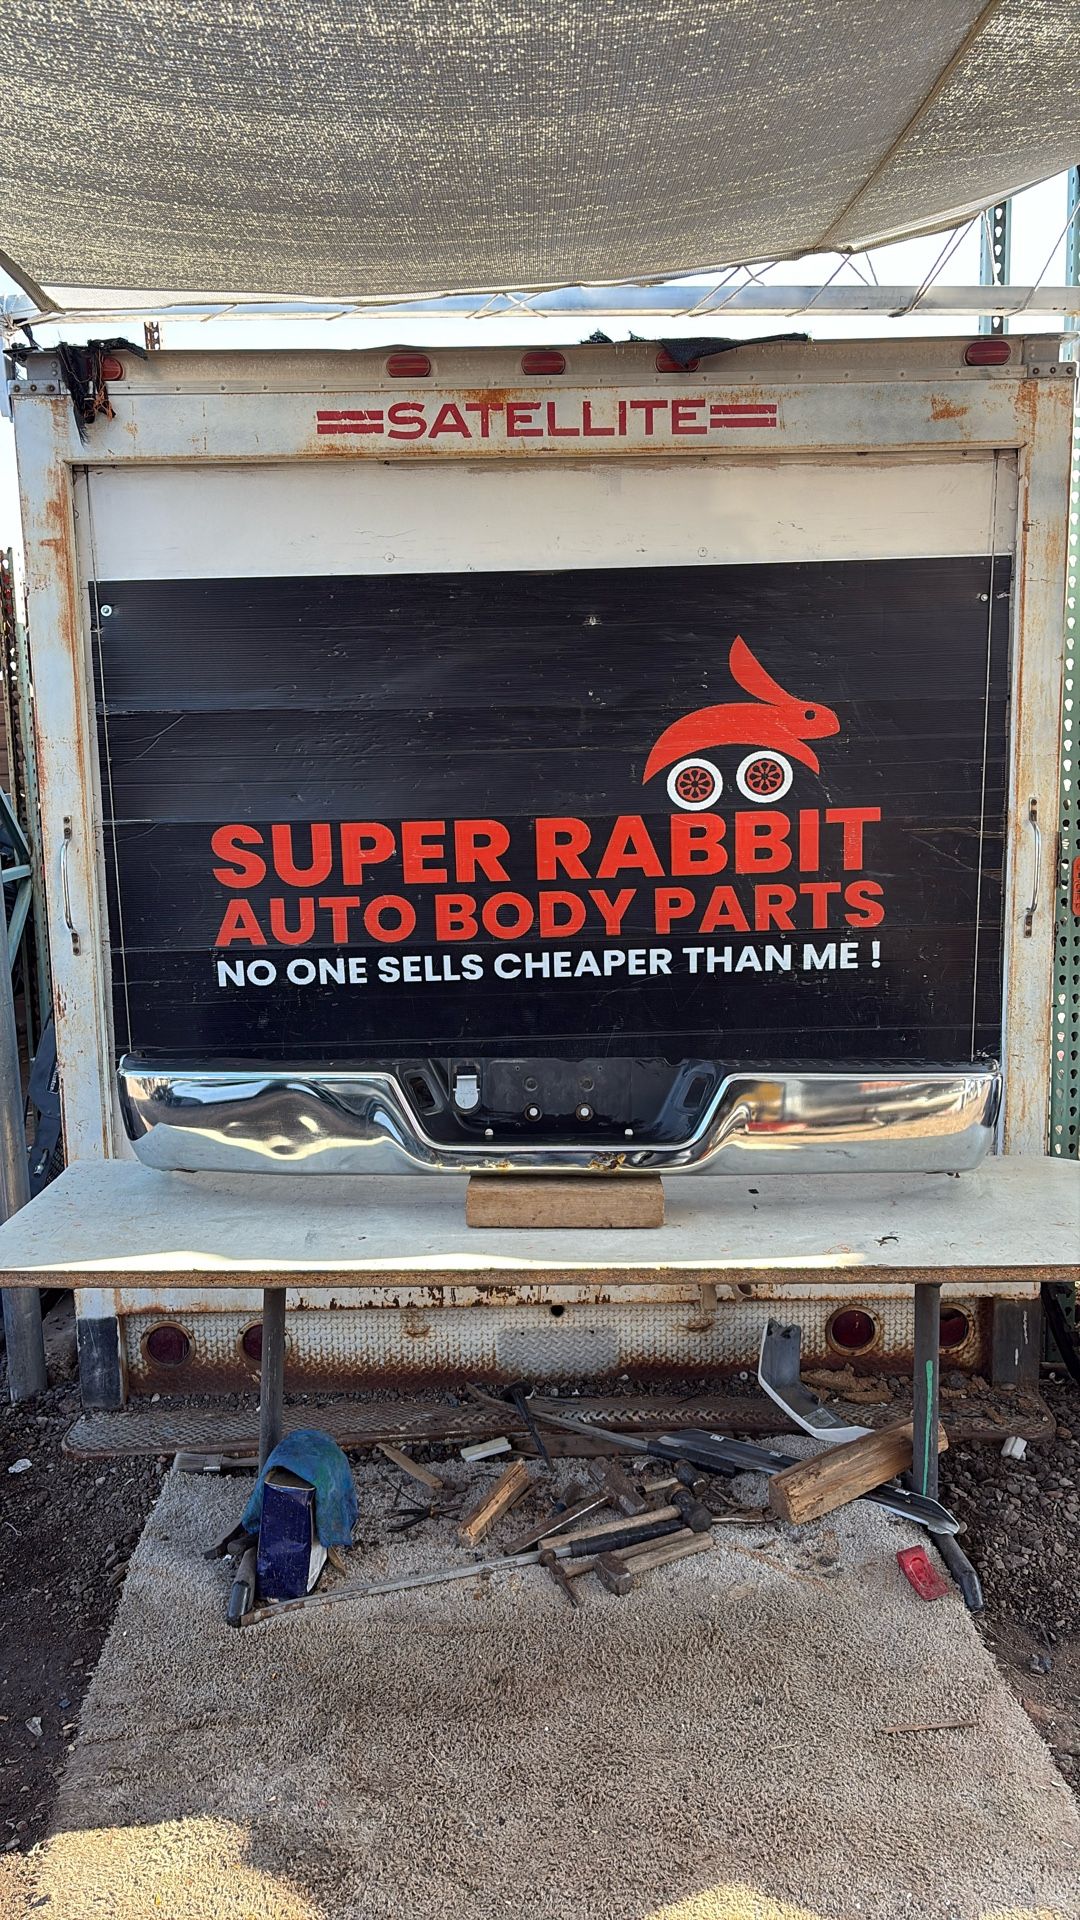 SATELLITE
SUPER RABBIT
AUTO BODY PARTS
NO ONE SELLS CHEAPER THAN ME !